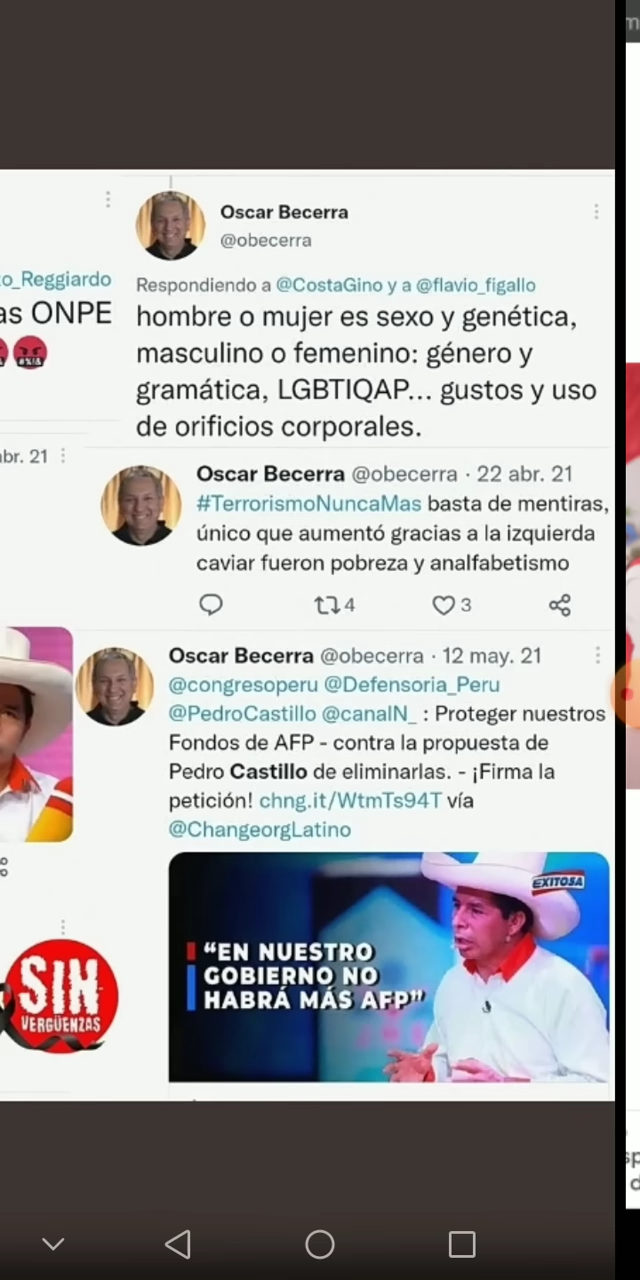 o_Reggiardo
as ONPE
abr. 21
SIN
VERGÜENZAS
Oscar Becerra
@obecerra
Respondiendo a @CostaGino y a @flavio_figallo
hombre o mujer es sexo y genética,
masculino o femenino: género y
gramática, LGBTIQAP... gustos y uso
de orificios corporales.
Oscar Becerra @obecerra · 22 abr. 21
#TerrorismoNuncaMas basta de mentiras,
único que aumentó gracias a la izquierda
caviar fueron pobreza y analfabetismo
4
3
Oscar Becerra @obecerra · 12 may. 21
@congresoperu @Defensoria_Peru
@PedroCastillo @canalN_ : Proteger nuestros
Fondos de AFP - contra la propuesta de
Pedro Castillo de eliminarlas. - ¡Firma la
petición! chng.it/WtmTs94T vía
@ChangeorgLatino
EXITOSA
“EN NUESTRO
GOBIERNO NO
HABRÁ MÁS AFP”